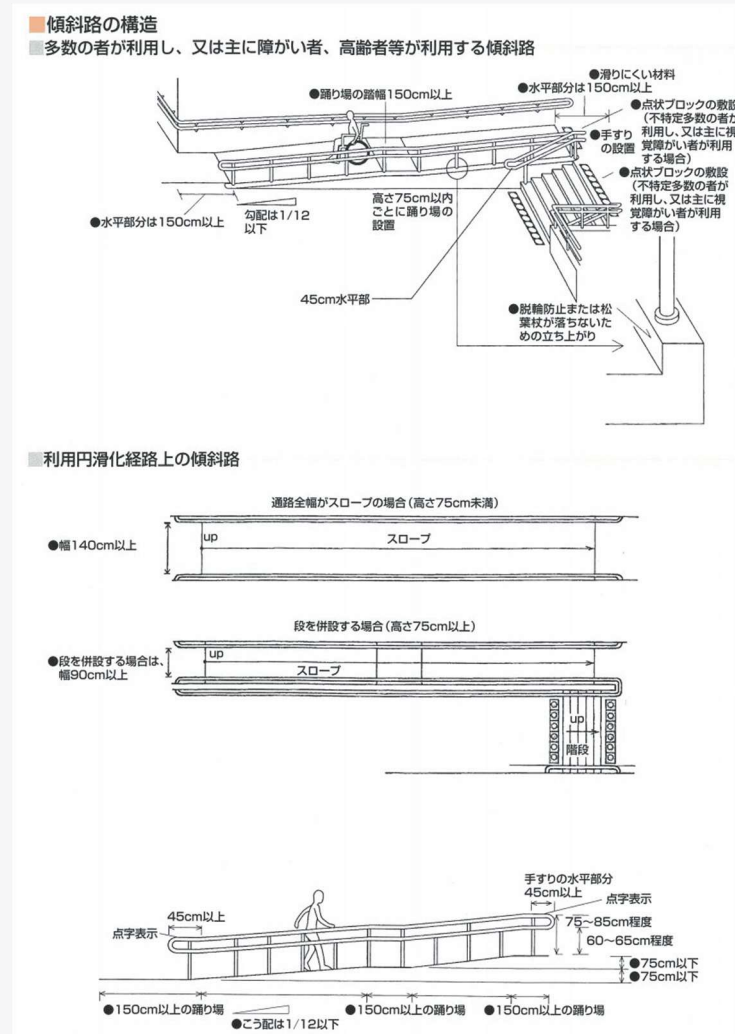 傾斜路の構造
多数の者が利用し、又は主に障がい者、高齢者等が利用する傾斜路
●滑りにくい材料
●水平部分は150cm以上
●踊り場の踏幅150cm以上
●点状ブロックの敷設
(不特定多数の者が
利用し、又は主に視
覚障がい者が利用
する場合)
●手すり
の設置
●点状ブロックの敷設
(不特定多数の者が
利用し、又は主に視
覚障がい者が利用
する場合)
●水平部分は150cm以上
勾配は1/12
以下
高さ75cm以内
ごとに踊り場の
設置
45cm水平部
●脱輪防止または松
葉杖が落ちないた
めの立ち上がり
利用円滑化経路上の傾斜路
通路全幅がスロープの場合(高さ75cm未満)
●幅140cm以上
up
スロープ
段を併設する場合(高さ75cm以上)
●段を併設する場合は、
幅90cm以上
up
スロープ
up
階段
手すりの水平部分
45cm以上
点字表示
45cm以上
点字表示
75~85cm程度
60~65cm程度
●75cm以下
●75cm以下
●150cm以上の踊り場
●こう配は1/12以下
●150cm以上の踊り場
●150cm以上の踊り場